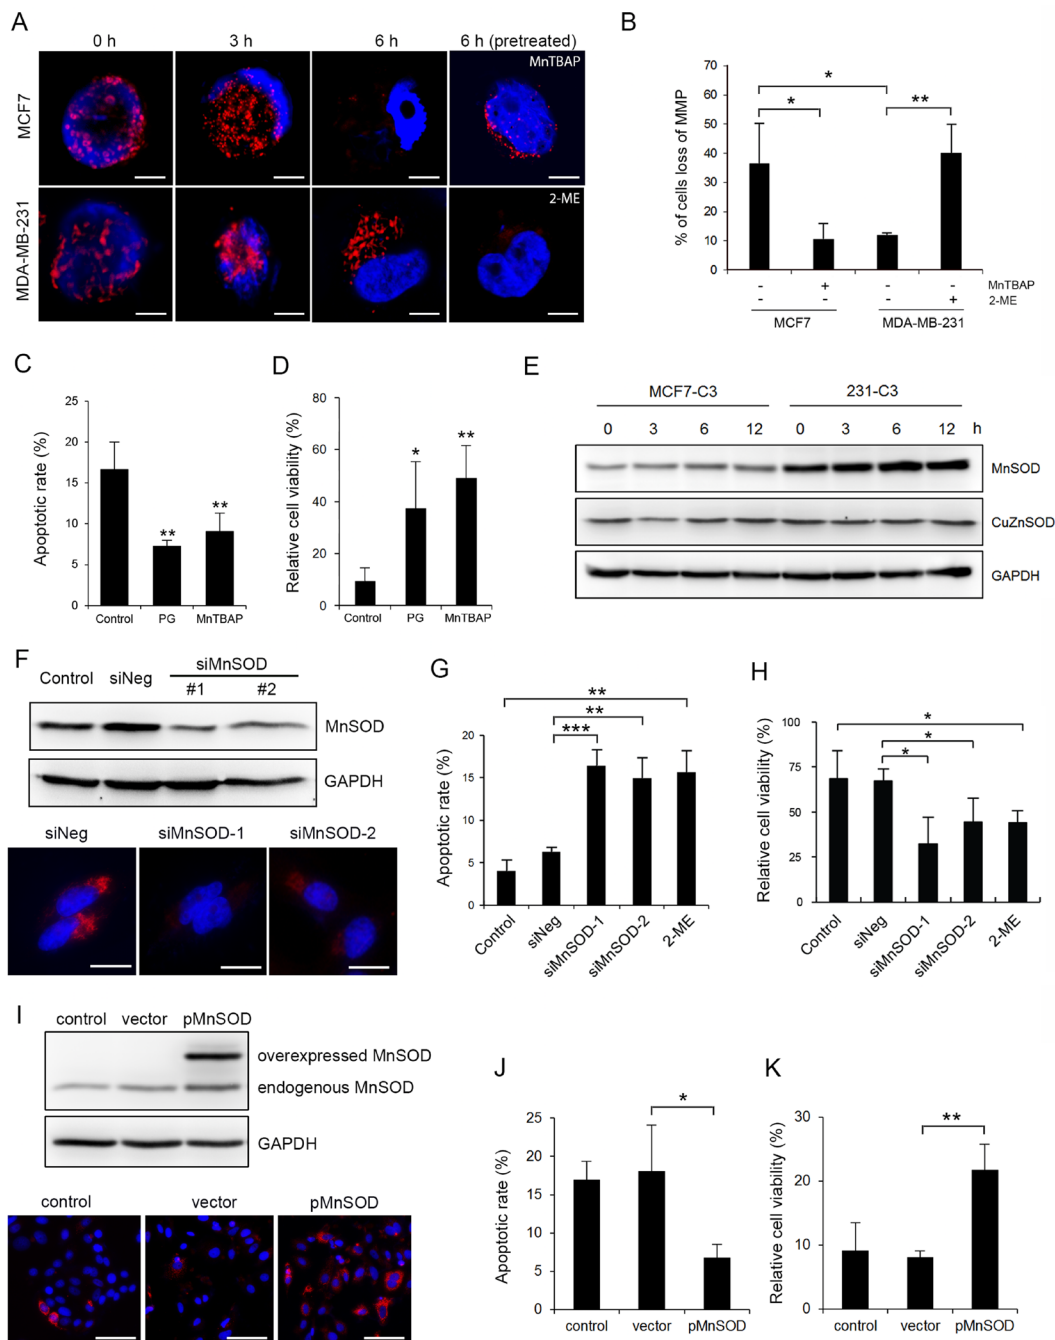 A
0 h
3 h
6 h
6 h (pretreated)
MCF7
MnTBAP
MDA-MB-231
2-ME
B
% of cells loss of MMP
70
60
50
40
30
20
10
0
*
*
**
- + - - MnTBAP
- - - + 2-ME
MCF7
MDA-MB-231
C
Apoptotic rate (%)
25
20
15
10
5
0
**
**
Control
PG
MnTBAP
D
Relative cell viability (%)
80
60
40
20
0
*
**
Control
PG
MnTBAP
E
MCF7-C3
231-C3
0 3 6 12 0 3 6 12 h
MnSOD
CuZnSOD
GAPDH
F
Control
siNeg
siMnSOD
#1
#2
MnSOD
GAPDH
siNeg
siMnSOD-1
siMnSOD-2
G
Apoptotic rate (%)
20
15
10
5
0
**
**
***
Control
siNeg
siMnSOD-1
siMnSOD-2
2-ME
H
Relative cell viability (%)
100
75
50
25
0
*
*
*
Control
siNeg
siMnSOD-1
siMnSOD-2
2-ME
I
control
vector
pMnSOD
overexpressed MnSOD
endogenous MnSOD
GAPDH
control
vector
pMnSOD
J
Apoptotic rate (%)
25
20
15
10
5
0
*
control
vector
pMnSOD
K
Relative cell viability (%)
30
20
10
0
**
control
vector
pMnSOD